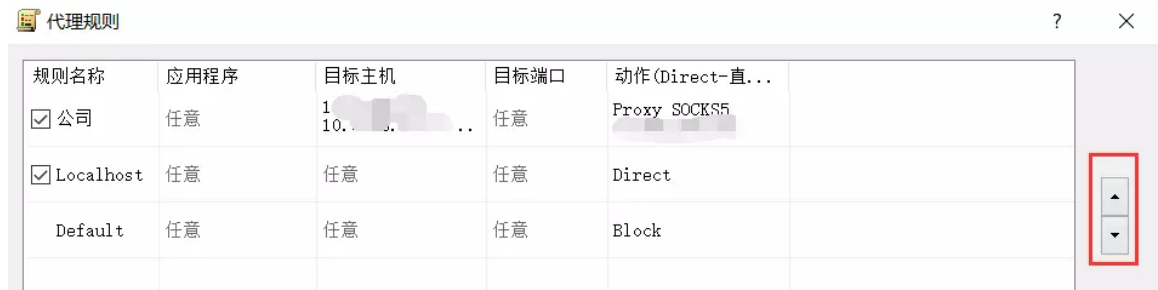 代理规则
?
规则名称 应用程序 目标主机 目标端口 动作(Direct-直...
公司 任意 1 任意 Proxy SOCKS5
10. ..
Localhost 任意 任意 任意 Direct
Default 任意 任意 任意 Block